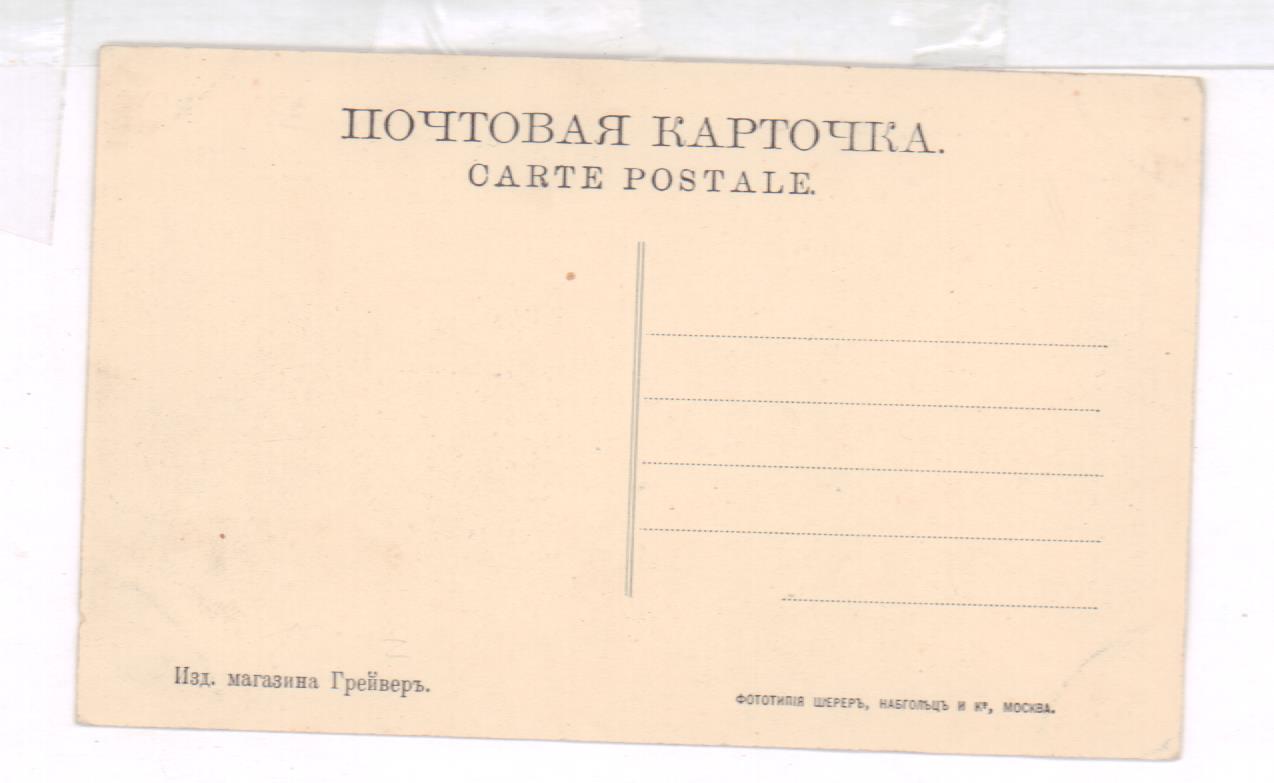 ПОЧТОВАЯ КАРТОЧКА.
CARTE POSTALE.
Изд. магазина Грейверъ.
ФОТОТИПІЯ ШЕРЕРЪ, НАБГОЛЬЦЪ И Кº, МОСКВА.